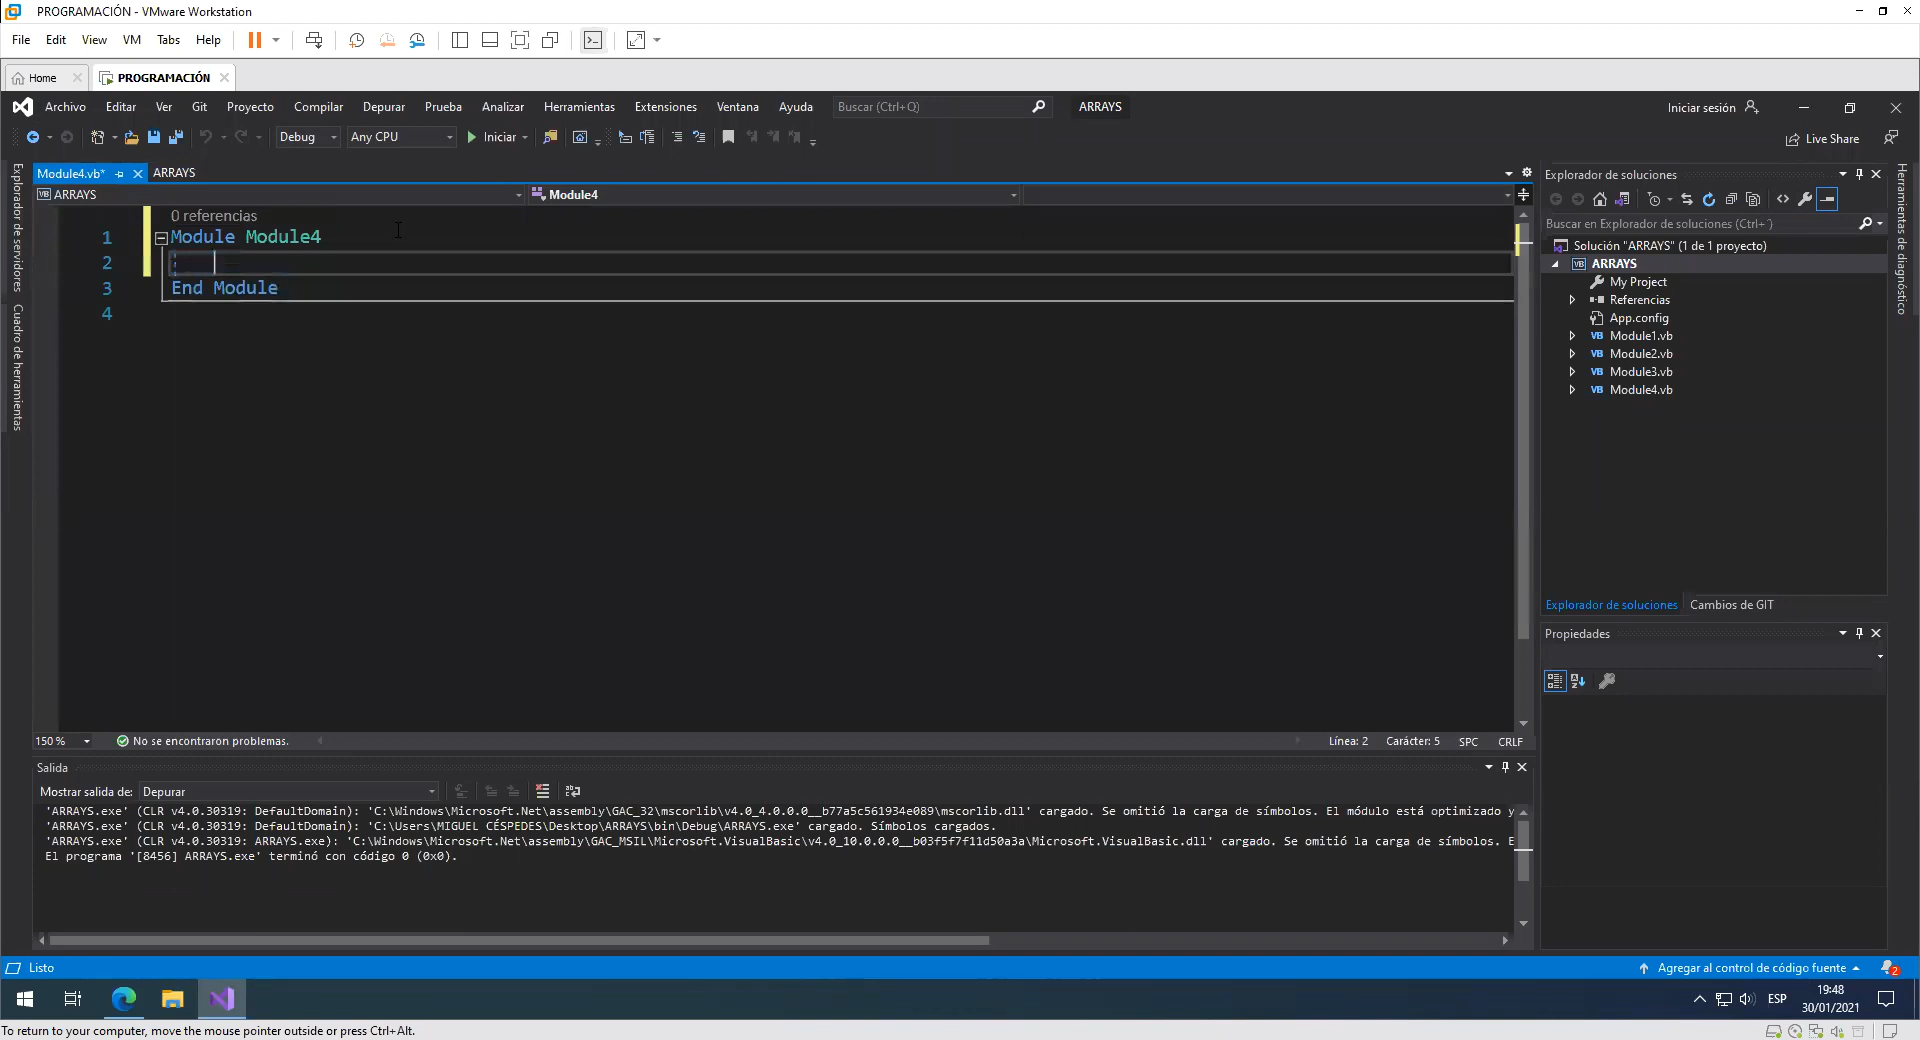 PROGRAMACIÓN - VMware Workstation
File Edit View VM Tabs Help
Home PROGRAMACIÓN
Archivo Editar Ver Git Proyecto Compilar Depurar Prueba Analizar Herramientas Extensiones Ventana Ayuda Buscar (Ctrl+Q) ARRAYS Iniciar sesión
Debug Any CPU Iniciar Live Share
Explorador de servidores
Cuadro de herramientas
Module4.vb* ARRAYS
VB ARRAYS Module4
0 referencias
1 Module Module4
2
3 End Module
4
150 % No se encontraron problemas. Línea: 2 Carácter: 5 SPC CRLF
Salida
Mostrar salida de: Depurar
'ARRAYS.exe' (CLR v4.0.30319: DefaultDomain): 'C:\Windows\Microsoft.Net\assembly\GAC_32\mscorlib\v4.0_4.0.0.0__b77a5c561934e089\mscorlib.dll' cargado. Se omitió la carga de símbolos. El módulo está optimizado y
'ARRAYS.exe' (CLR v4.0.30319: DefaultDomain): 'C:\Users\MIGUEL CÉSPEDES\Desktop\ARRAYS\bin\Debug\ARRAYS.exe' cargado. Símbolos cargados.
'ARRAYS.exe' (CLR v4.0.30319: ARRAYS.exe): 'C:\Windows\Microsoft.Net\assembly\GAC_MSIL\Microsoft.VisualBasic\v4.0_10.0.0.0__b03f5f7f11d50a3a\Microsoft.VisualBasic.dll' cargado. Se omitió la carga de símbolos. E
El programa '[8456] ARRAYS.exe' terminó con código 0 (0x0).
Explorador de soluciones
Buscar en Explorador de soluciones (Ctrl+¨)
Solución "ARRAYS" (1 de 1 proyecto)
VB ARRAYS
My Project
Referencias
App.config
VB Module1.vb
VB Module2.vb
VB Module3.vb
VB Module4.vb
Explorador de soluciones Cambios de GIT
Propiedades
Herramientas de diagnóstico
Listo Agregar al control de código fuente 2
ESP 19:48
30/01/2021
To return to your computer, move the mouse pointer outside or press Ctrl+Alt.